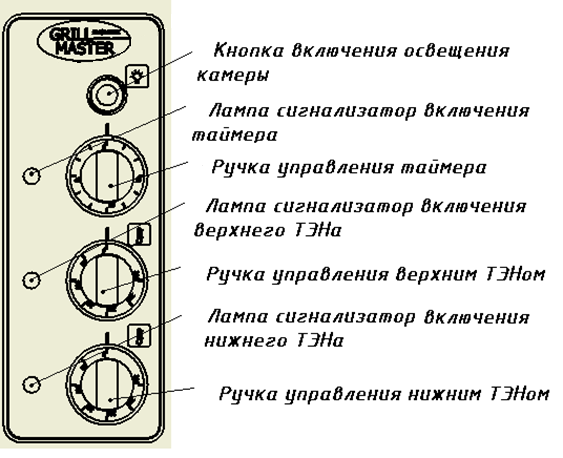 GRILL
MASTER
Кнопка включения освещения
камеры
Лампа сигнализатор включения
таймера
Ручка управления таймера
Лампа сигнализатор включения
верхнего ТЭНа
Ручка управления верхним ТЭНом
Лампа сигнализатор включения
нижнего ТЭНа
Ручка управления нижним ТЭНом